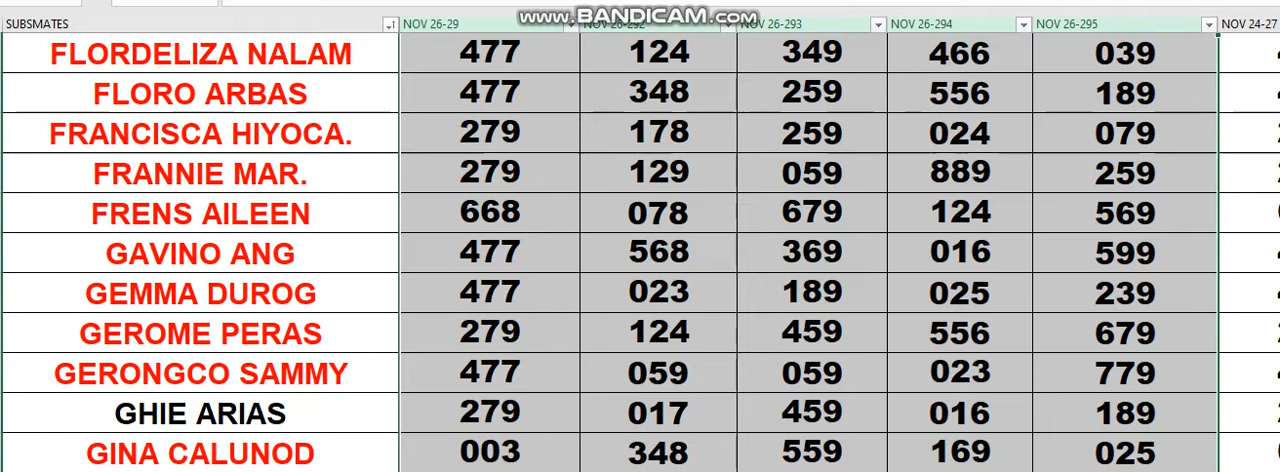 www.BANDICAM.com
SUBSMATES NOV 26-29 NOV 26-292 NOV 26-293 NOV 26-294 NOV 26-295 NOV 24-27
FLORDELIZA NALAM 477 124 349 466 039
FLORO ARBAS 477 348 259 556 189
FRANCISCA HIYOCA. 279 178 259 024 079
FRANNIE MAR. 279 129 059 889 259
FRENS AILEEN 668 078 679 124 569
GAVINO ANG 477 568 369 016 599
GEMMA DUROG 477 023 189 025 239
GEROME PERAS 279 124 459 556 679
GERONGCO SAMMY 477 059 059 023 779
GHIE ARIAS 279 017 459 016 189
GINA CALUNOD 003 348 559 169 025